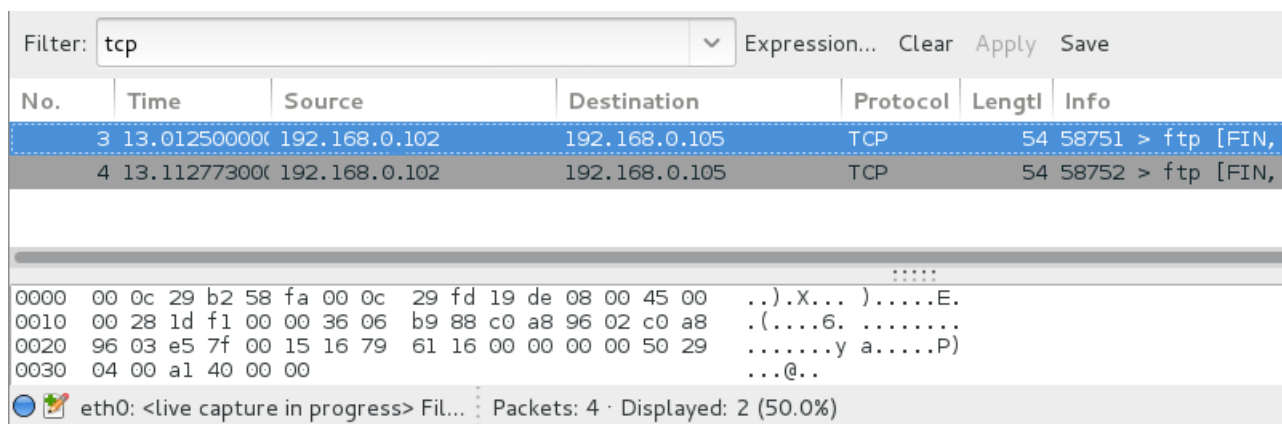 Filter: tcp Expression... Clear Apply Save
No. Time Source Destination Protocol Lengtl Info
3 13.012500000( 192.168.0.102 192.168.0.105 TCP 54 58751 > ftp [FIN,
4 13.112773000( 192.168.0.102 192.168.0.105 TCP 54 58752 > ftp [FIN,
0000 00 0c 29 b2 58 fa 00 0c 29 fd 19 de 08 00 45 00 ..).X... ).....E.
0010 00 28 1d f1 00 00 36 06 b9 88 c0 a8 96 02 c0 a8 .(....6. ........
0020 96 03 e5 7f 00 15 16 79 61 16 00 00 00 00 50 29 .......y a.....P)
0030 04 00 a1 40 00 00 ...@..
eth0: <live capture in progress> Fil... Packets: 4 · Displayed: 2 (50.0%)